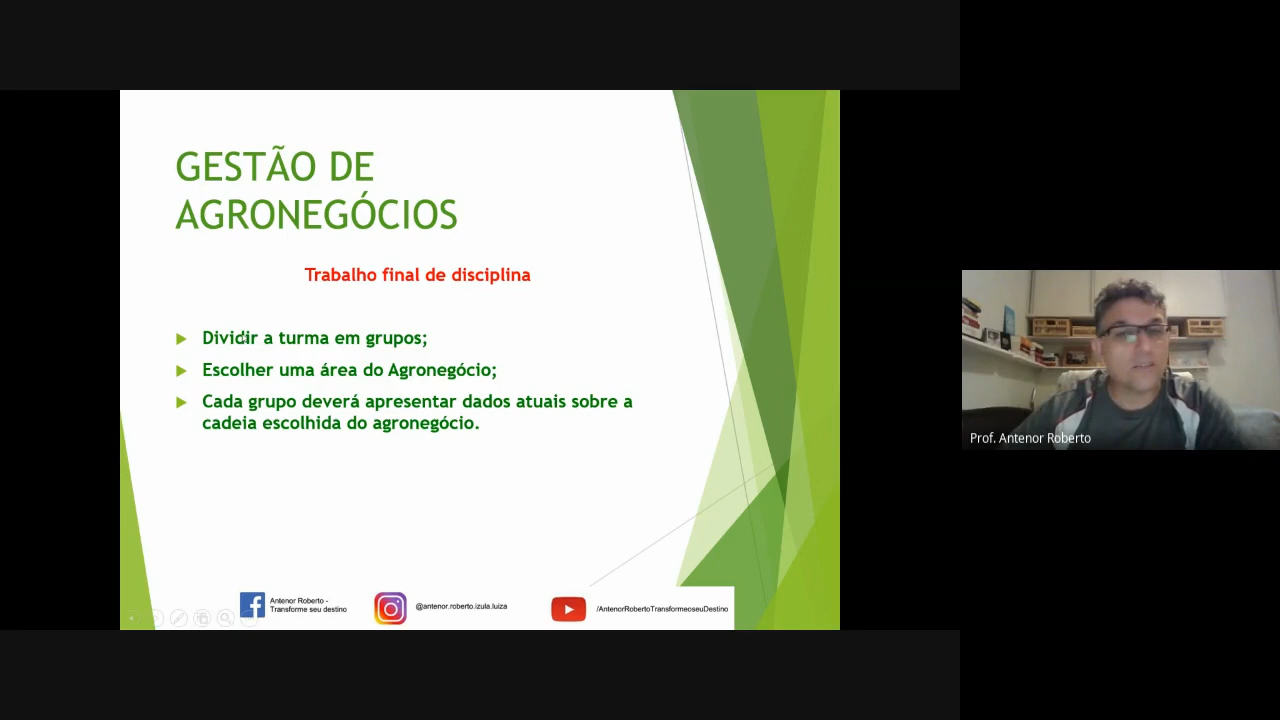 GESTÃO DE
AGRONEGÓCIOS
Trabalho final de disciplina
Dividir a turma em grupos;
Escolher uma área do Agronegócio;
Cada grupo deverá apresentar dados atuais sobre a
cadeia escolhida do agronegócio.
Antenor Roberto -
Transforme seu destino
@antenor.roberto.izula.luiza
/AntenorRobertoTransformeoseuDestino
Prof. Antenor Roberto